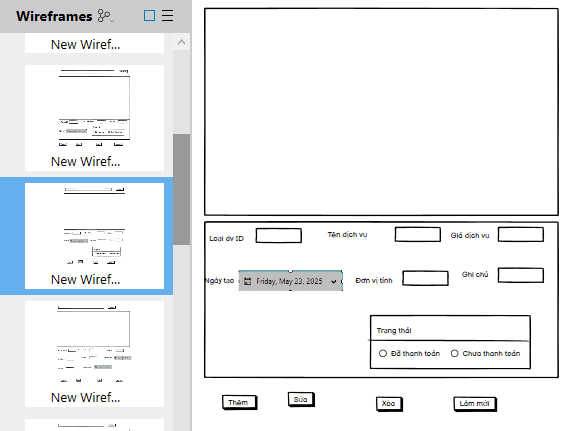 Wireframes
New Wiref...
New Wiref...
New Wiref...
New Wiref...
Loại dv ID
Tên dịch vụ
Giá dịch vụ
Ngày tạo
Friday, May 23, 2025
Đơn vị tính
Ghi chú
Trạng thái
Đã thanh toán
Chưa thanh toán
Thêm
Sửa
Xóa
Làm mới